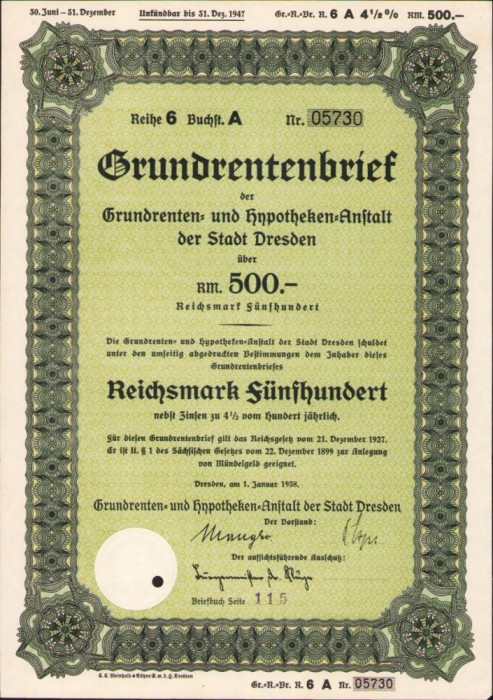 30. Juni - 31. Dezember Unkündbar bis 31. Dez. 1947 Gr.-R.-Br. R. 6 A 4½% RM. 500.—
Reihe 6 Buchst. A Nr. 05730
Grundrentenbrief
der
Grundrenten- und Hypotheken-Anstalt
der Stadt Dresden
über
RM. 500.-
Reichsmark Fünfhundert
Die Grundrenten- und Hypotheken-Anstalt der Stadt Dresden schuldet
unter den umseitig abgedruckten Bestimmungen dem Inhaber dieses
Grundrentenbriefes
Reichsmark Fünfhundert
nebst Zinsen zu 4½ vom Hundert jährlich.
Für diesen Grundrentenbrief gilt das Reichsgesetz vom 21. Dezember 1927.
Er ist lt. § 1 des Sächsischen Gesetzes vom 22. Dezember 1899 zur Anlegung
von Mündelgeld geeignet.
Dresden, am 1. Januar 1938.
Grundrenten- und Hypotheken-Anstalt der Stadt Dresden
Der Vorstand:
Der aufsichtsführende Ausschuß:
Briefbuch Seite 115
Gr.-R.-Br. R. 6 A Nr. 05730